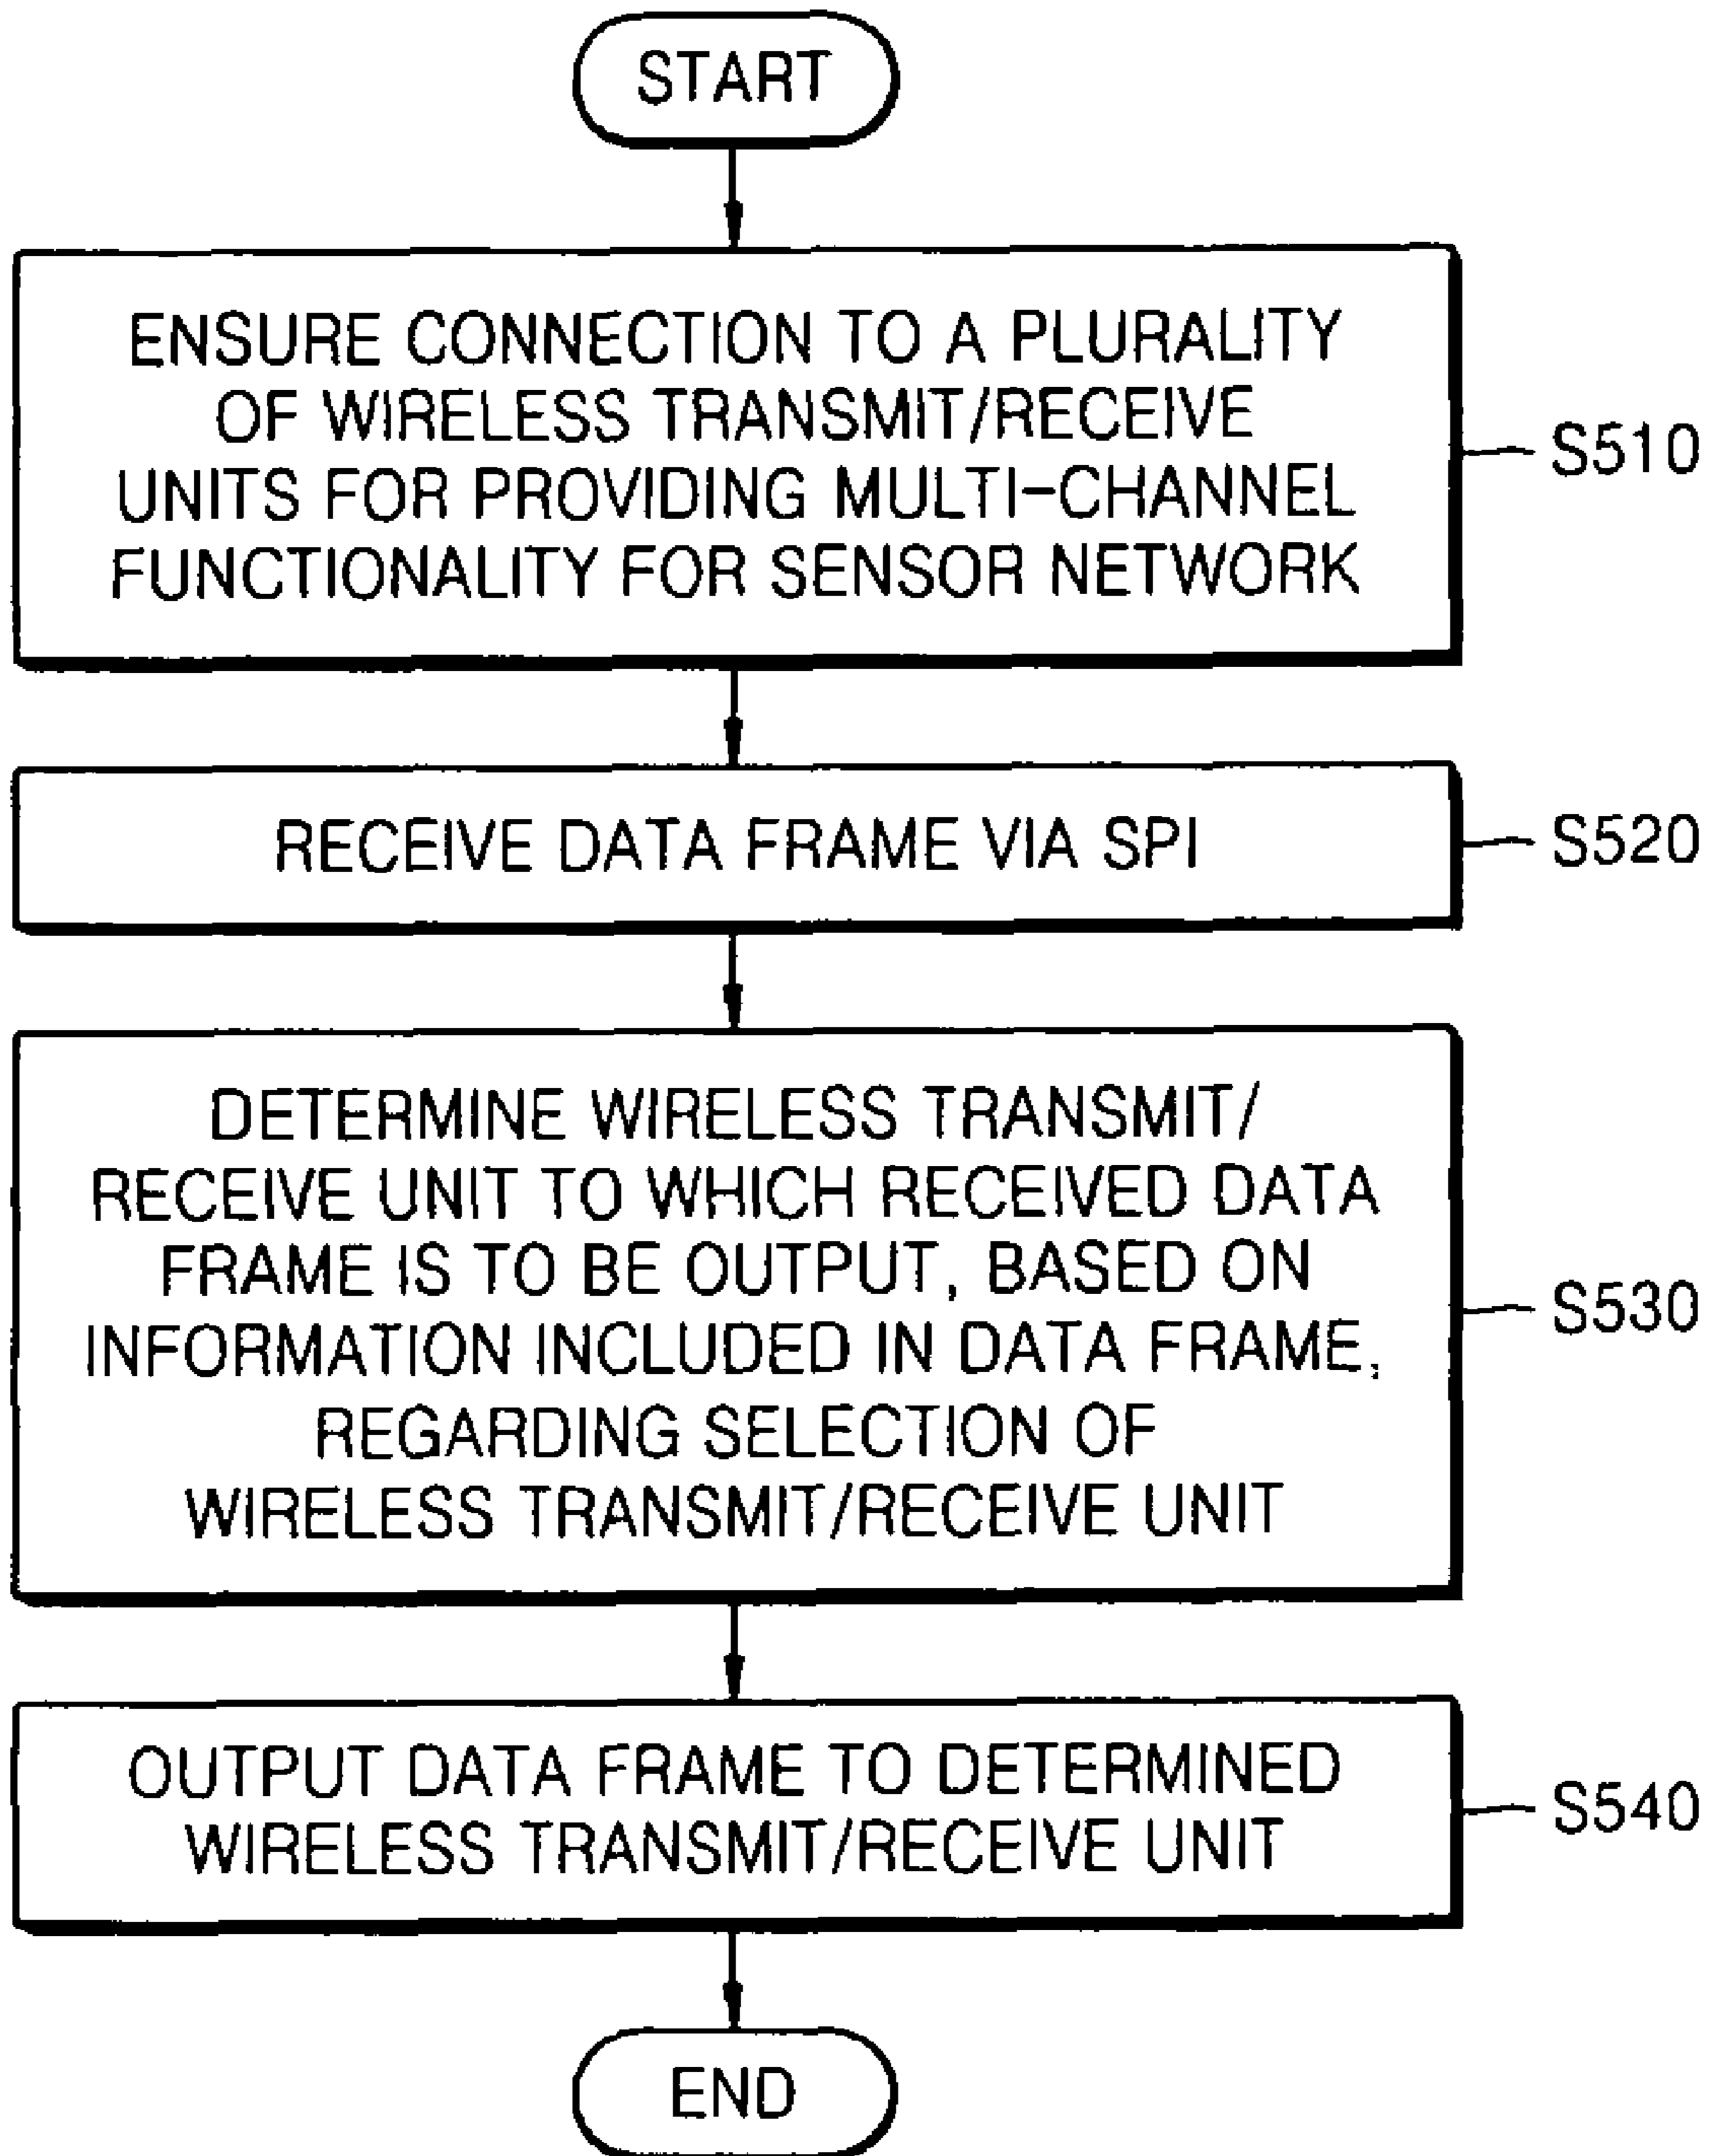 START
ENSURE CONNECTION TO A PLURALITY
OF WIRELESS TRANSMIT/RECEIVE
UNITS FOR PROVIDING MULTI-CHANNEL
FUNCTIONALITY FOR SENSOR NETWORK
S510
RECEIVE DATA FRAME VIA SPI
S520
DETERMINE WIRELESS TRANSMIT/
RECEIVE UNIT TO WHICH RECEIVED DATA
FRAME IS TO BE OUTPUT, BASED ON
INFORMATION INCLUDED IN DATA FRAME,
REGARDING SELECTION OF
WIRELESS TRANSMIT/RECEIVE UNIT
S530
OUTPUT DATA FRAME TO DETERMINED
WIRELESS TRANSMIT/RECEIVE UNIT
S540
END